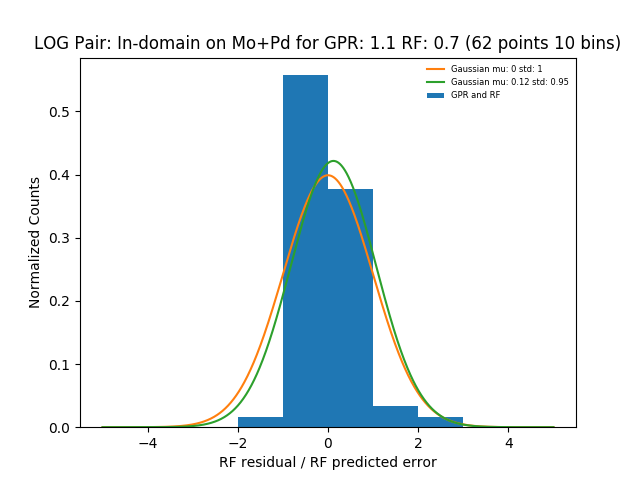 LOG Pair: In-domain on Mo+Pd for GPR: 1.1 RF: 0.7 (62 points 10 bins)
Gaussian mu: 0 std: 1
Gaussian mu: 0.12 std: 0.95
GPR and RF
Normalized Counts
0.5
0.4
0.3
0.2
0.1
0.0
−4
−2
0
2
4
RF residual / RF predicted error